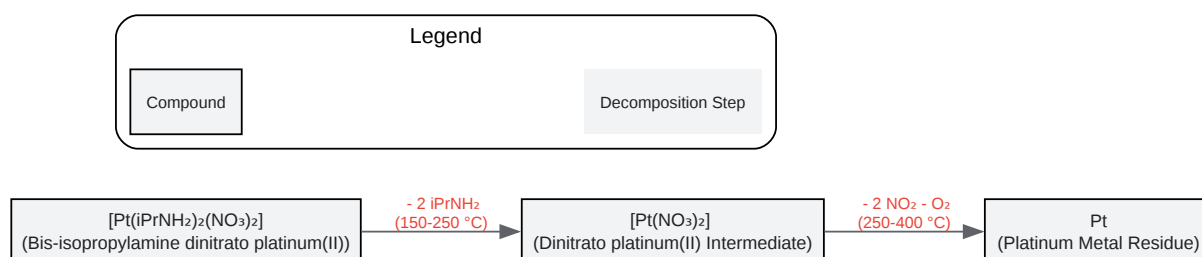 Legend
Compound
Decomposition Step
[Pt(iPrNH₂)₂(NO₃)₂]
(Bis-isopropylamine dinitrato platinum(II))
- 2 iPrNH₂
(150-250 °C)
[Pt(NO₃)₂]
(Dinitrato platinum(II) Intermediate)
- 2 NO₂ - O₂
(250-400 °C)
Pt
(Platinum Metal Residue)